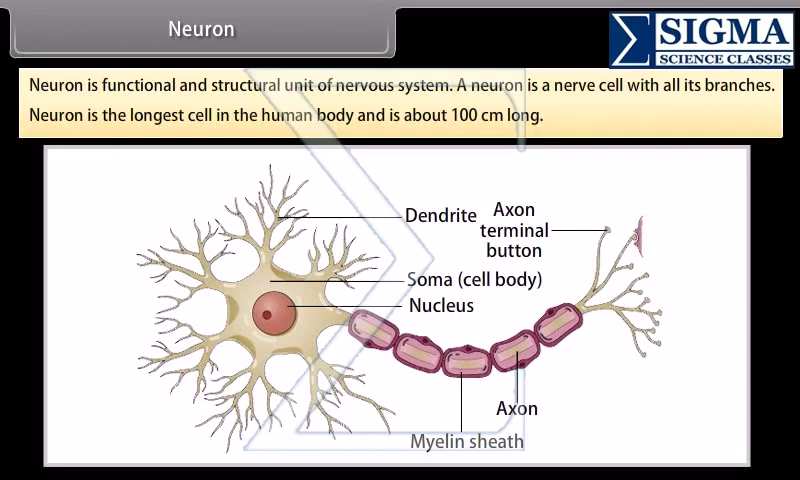 Neuron
SIGMA
SCIENCE CLASSES
Neuron is functional and structural unit of nervous system. A neuron is a nerve cell with all its branches.
Neuron is the longest cell in the human body and is about 100 cm long.
Dendrite
Axon
terminal
button
Soma (cell body)
Nucleus
Axon
Myelin sheath